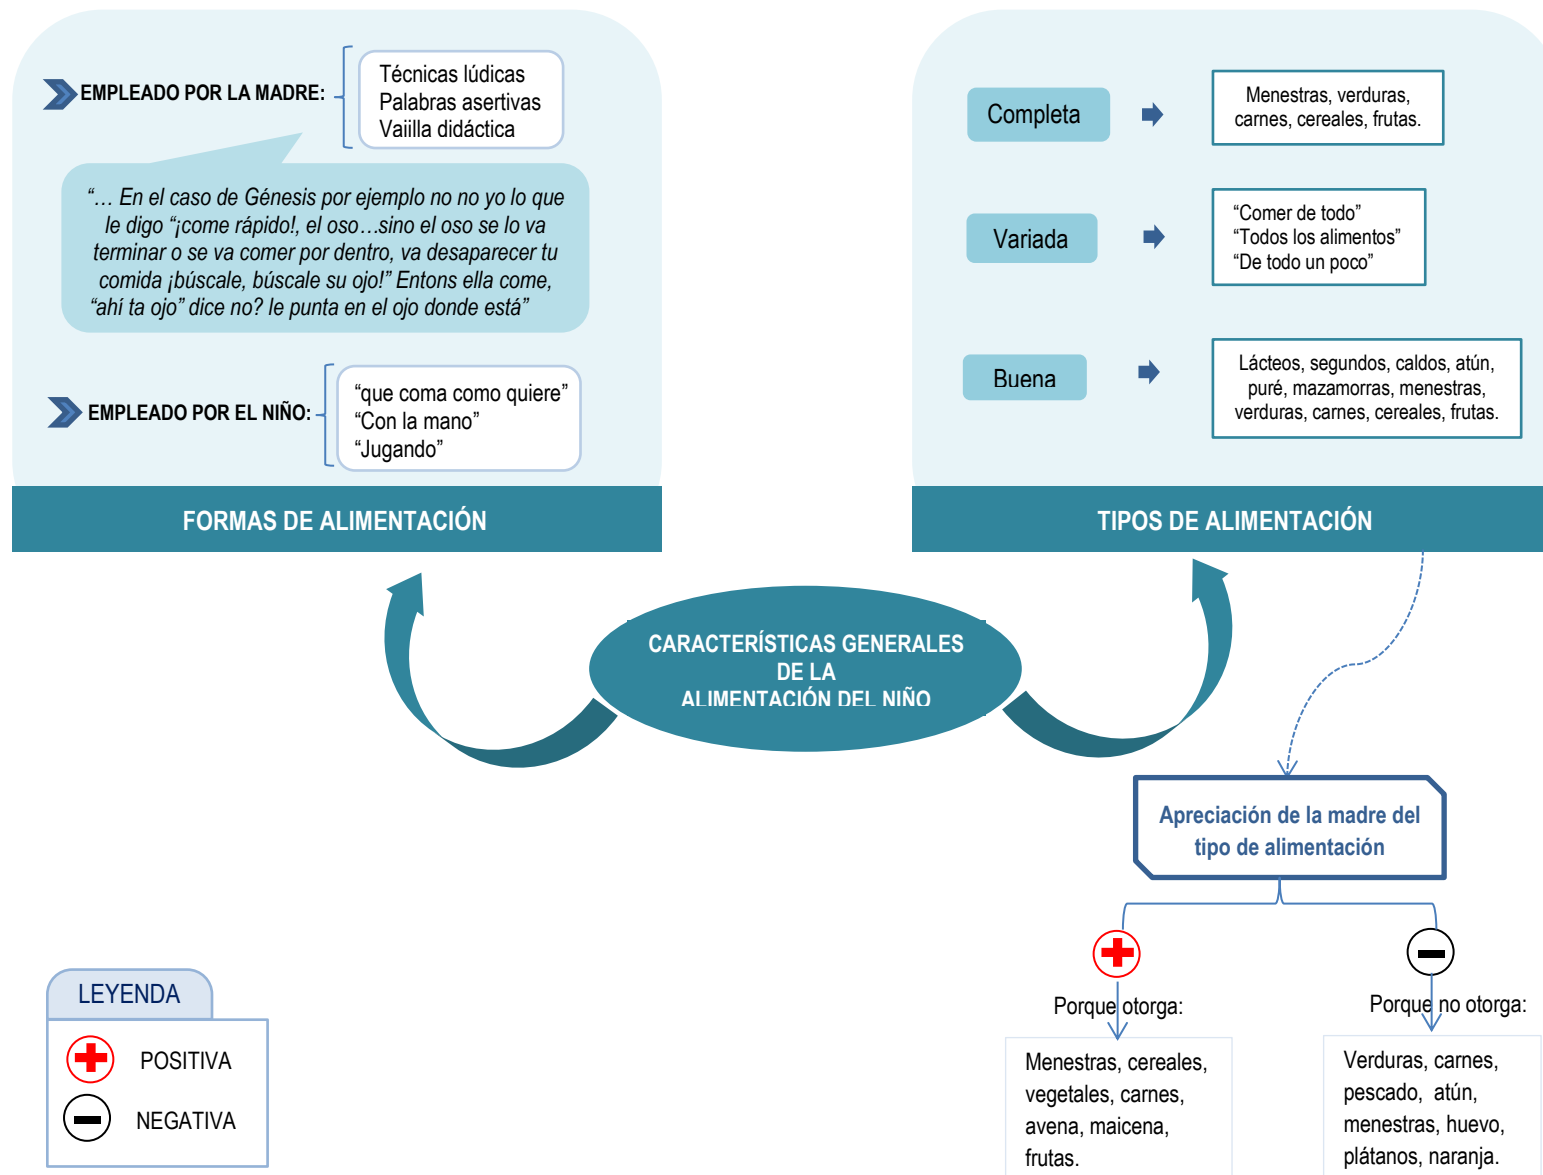 EMPLEADO POR LA MADRE:
Técnicas lúdicas
Palabras asertivas
Vaiilla didáctica
“… En el caso de Génesis por ejemplo no no yo lo que
le digo “¡come rápido!, el oso…sino el oso se lo va
terminar o se va comer por dentro, va desaparecer tu
comida ¡búscale, búscale su ojo!” Entons ella come,
“ahí ta ojo” dice no? le punta en el ojo donde está”
EMPLEADO POR EL NIÑO:
“que coma como quiere”
“Con la mano”
“Jugando”
FORMAS DE ALIMENTACIÓN
Completa
Menestras, verduras,
carnes, cereales, frutas.
Variada
“Comer de todo”
“Todos los alimentos”
“De todo un poco”
Buena
Lácteos, segundos, caldos, atún,
puré, mazamorras, menestras,
verduras, carnes, cereales, frutas.
TIPOS DE ALIMENTACIÓN
CARACTERÍSTICAS GENERALES
DE LA
ALIMENTACIÓN DEL NIÑO
Apreciación de la madre del
tipo de alimentación
Porque otorga:
Menestras, cereales,
vegetales, carnes,
avena, maicena,
frutas.
Porque no otorga:
Verduras, carnes,
pescado, atún,
menestras, huevo,
plátanos, naranja.
LEYENDA
POSITIVA
NEGATIVA